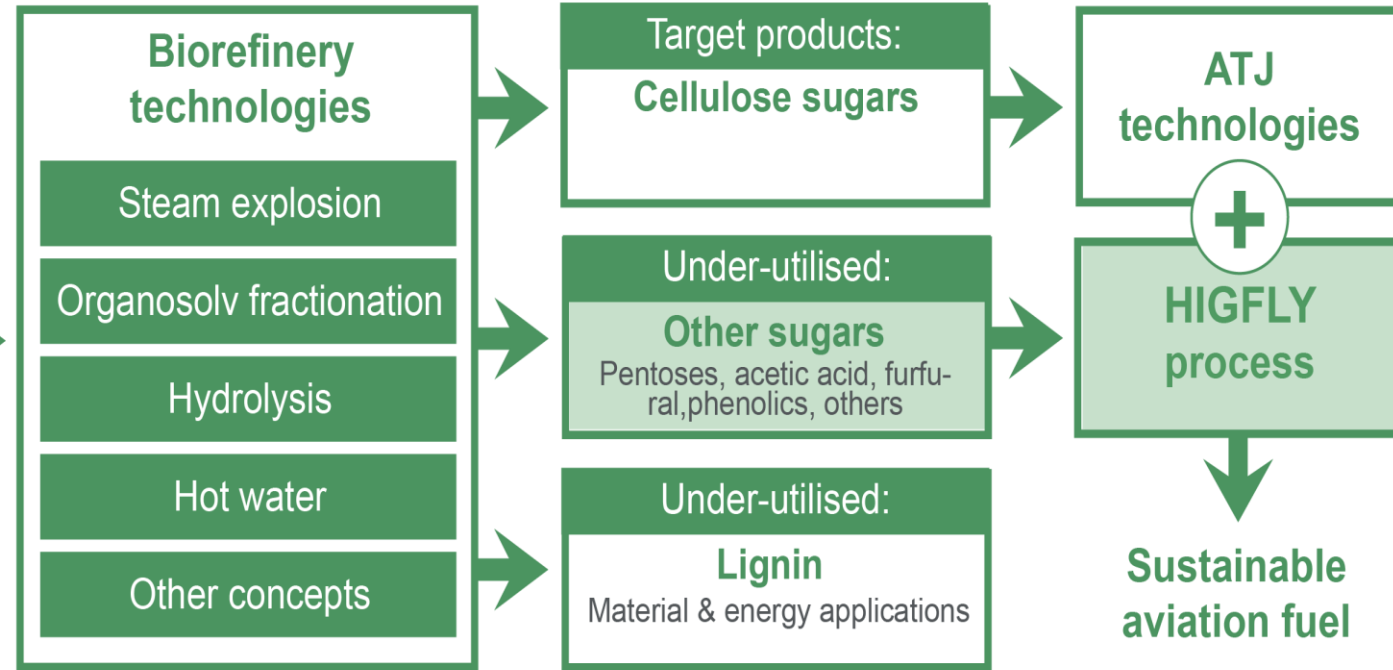 Biorefinery
technologies
Steam explosion
Organosolv fractionation
Hydrolysis
Hot water
Other concepts
Target products:
Cellulose sugars
Under-utilised:
Other sugars
Pentoses, acetic acid, furfu-
ral,phenolics, others
Under-utilised:
Lignin
Material & energy applications
ATJ
technologies
+
HIGFLY
process
Sustainable
aviation fuel